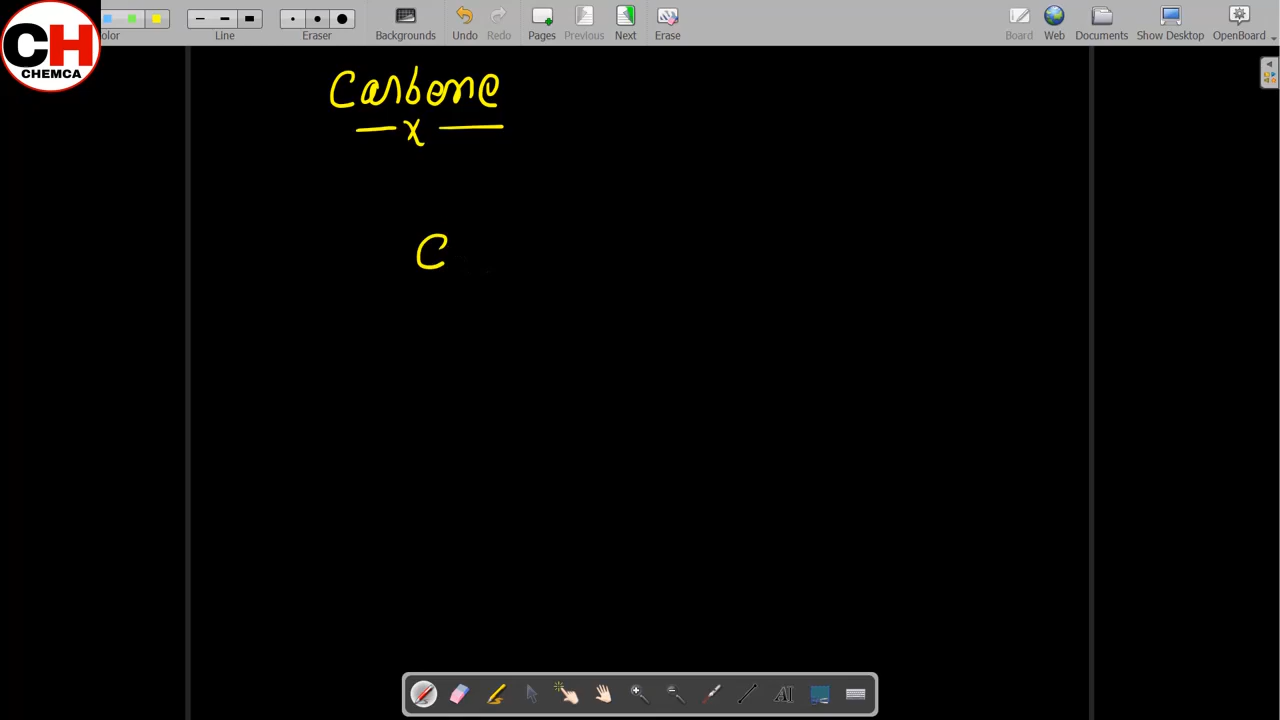 CH
CHEMCA
Color
Line
Eraser
Backgrounds
Undo
Redo
Pages
Previous
Next
Erase
Board
Web
Documents
Show Desktop
OpenBoard
Carbene
x
C
AI